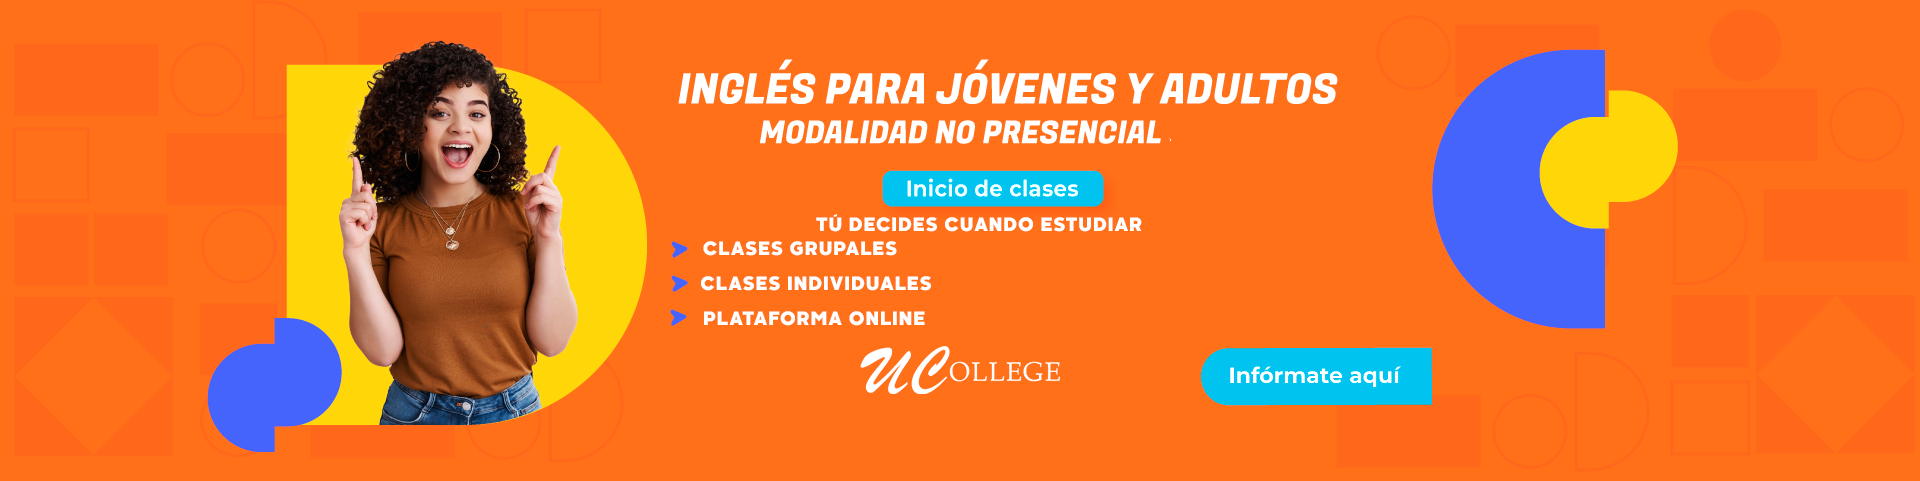 INGLÉS PARA JÓVENES Y ADULTOS
MODALIDAD NO PRESENCIAL .
Inicio de clases
TÚ DECIDES CUANDO ESTUDIAR
CLASES GRUPALES
CLASES INDIVIDUALES
PLATAFORMA ONLINE
UCOLLEGE
Infórmate aquí